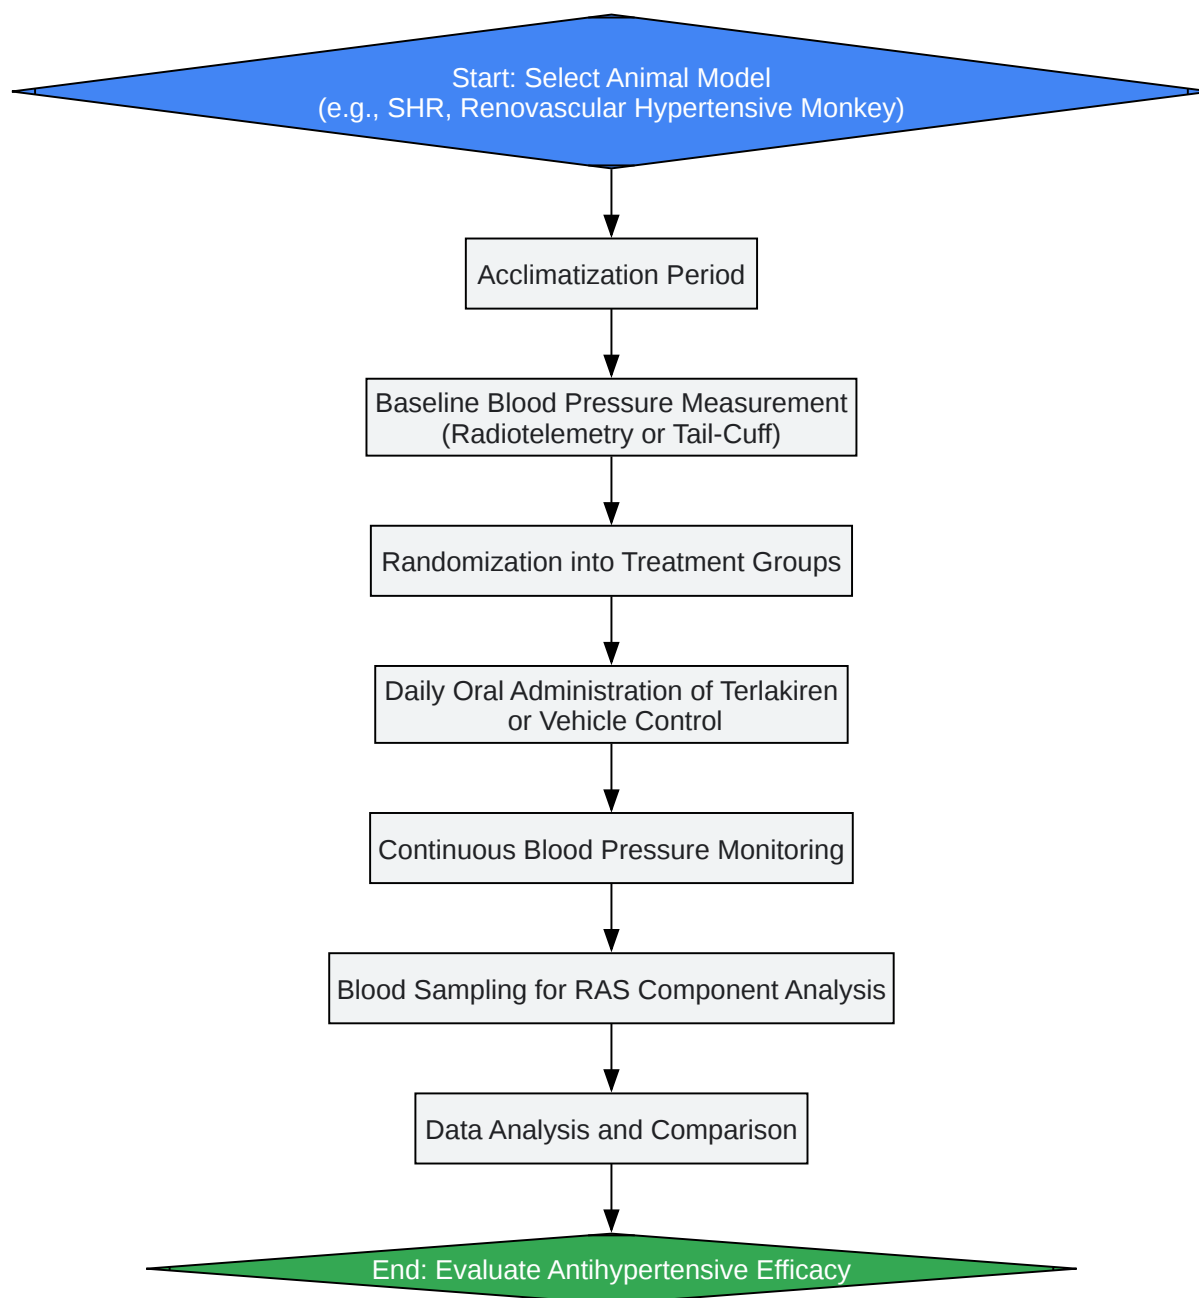 Start: Select Animal Model
(e.g., SHR, Renovascular Hypertensive Monkey)
Acclimatization Period
Baseline Blood Pressure Measurement
(Radiotelemetry or Tail-Cuff)
Randomization into Treatment Groups
Daily Oral Administration of Terlakiren
or Vehicle Control
Continuous Blood Pressure Monitoring
Blood Sampling for RAS Component Analysis
Data Analysis and Comparison
End: Evaluate Antihypertensive Efficacy